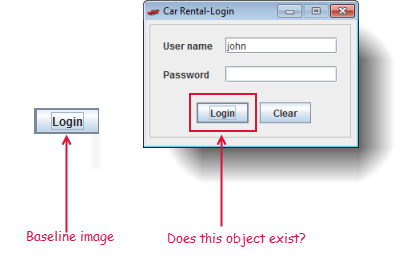 Car Rental-Login
User name john
Password
Login Clear
Login
Baseline image
Does this object exist?